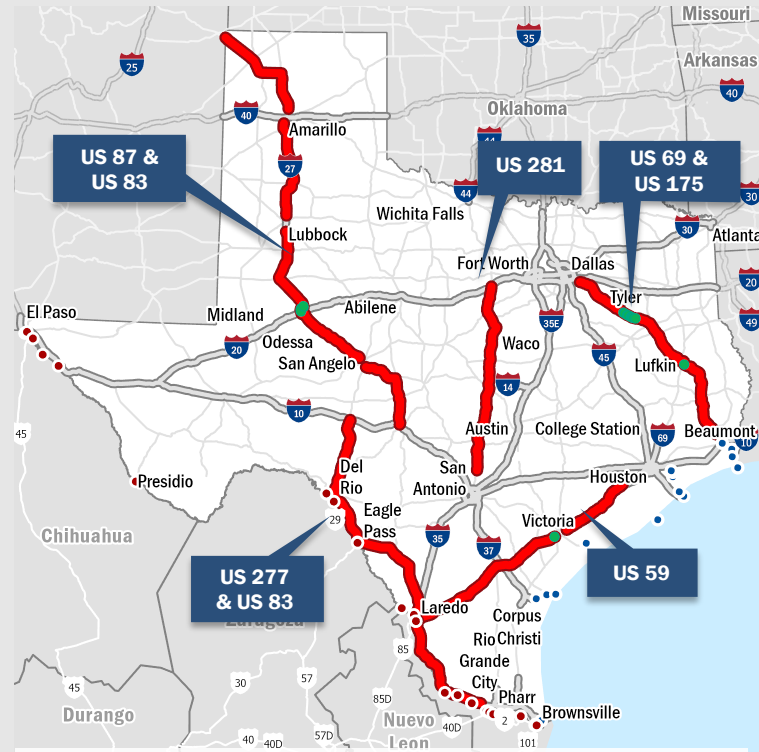 Missouri
35
25
Arkansas
40
40
Oklahoma
Amarillo
44
US 87 &
US 83
US 281
US 69 &
US 175
27
44
30
Wichita Falls
30
Lubbock
Atlanta
Fort Worth
Dallas
20
Tyler
Midland
Abilene
El Paso
35E
49
Odessa
Waco
20
45
San Angelo
Lufkin
14
10
Austin
College Station
69
Beaumont
10
45
Del
Rio
San
Antonio
Houston
Presidio
Eagle
Pass
29
Victoria
Chihuahua
35
37
US 277
& US 83
US 59
Zaragoza
Laredo
Corpus
Christi
Rio
Grande
City
85
30
57
45
85D
Pharr
Durango
Nuevo
Leon
2
Brownsville
40D
40
40D
57D
101